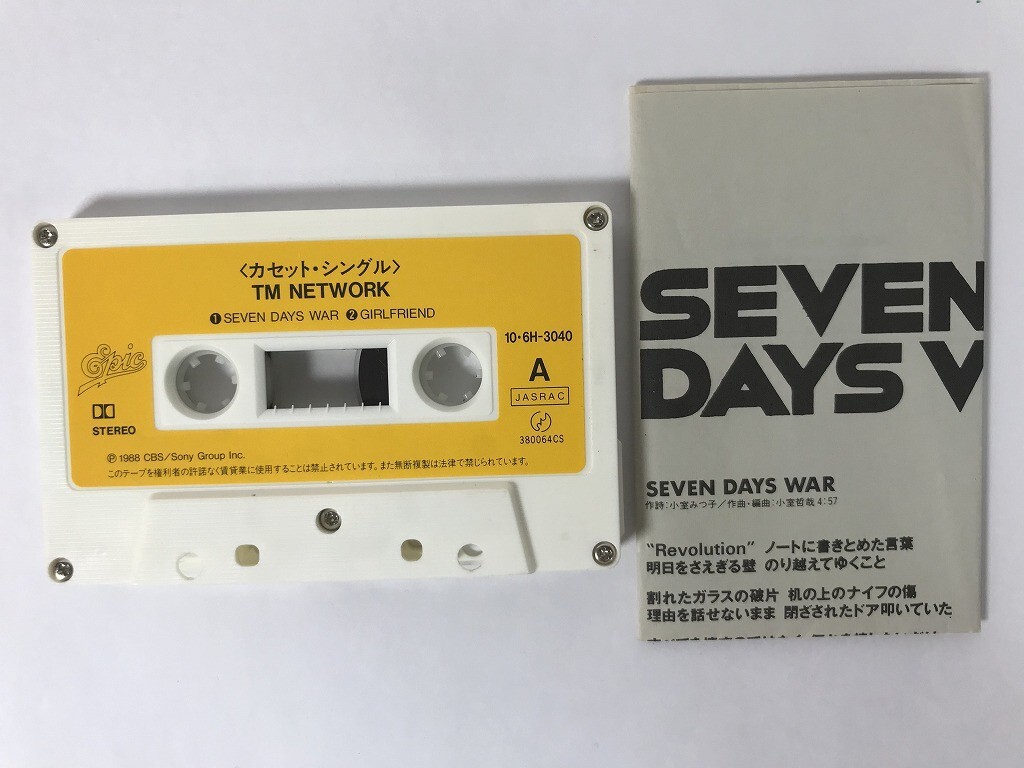 〈カセット・シングル〉
TM NETWORK
❶SEVEN DAYS WAR ❷GIRLFRIEND
10・6H-3040
A
JASRAC
380064CS
Epic
STEREO
Ⓟ1988 CBS/Sony Group Inc.
このテープを権利者の許諾なく賃貸業に使用することは禁止されています。また無断複製は法律で禁じられています。
SEVEN
DAYS W
SEVEN DAYS WAR
作詩:小室みつ子/作曲・編曲:小室哲哉 4:57
"Revolution" ノートに書きとめた言葉
明日をさえぎる壁 のり越えてゆくこと
割れたガラスの破片 机の上のナイフの傷
理由を話せないまま 閉ざされたドア叩いていた